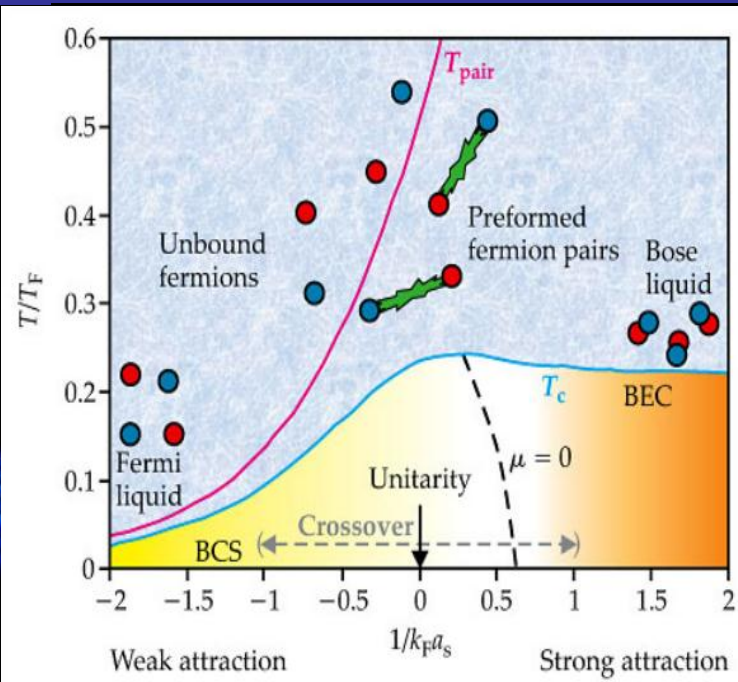 0.6
0.5
0.4
0.3
0.2
0.1
0
T/T_F
T_pair
Unbound
fermions
Preformed
fermion pairs
Bose
liquid
Fermi
liquid
T_c
BEC
μ = 0
Unitarity
Crossover
BCS
−2 −1.5 −1 −0.5 0 0.5 1 1.5 2
1/k_F a_s
Weak attraction Strong attraction